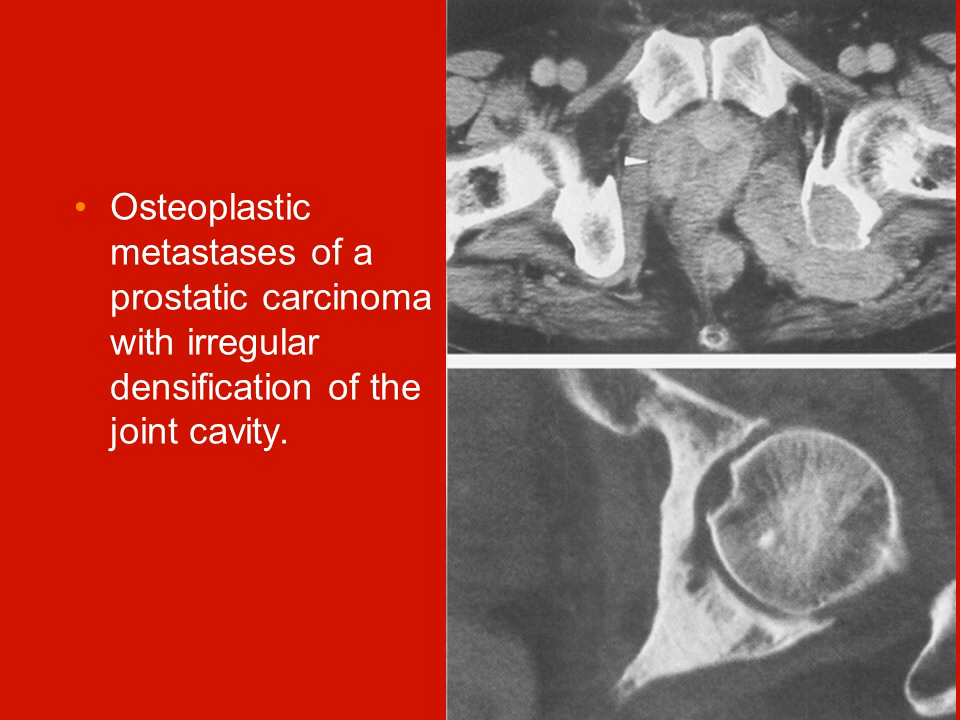 • Osteoplastic
metastases of a
prostatic carcinoma
with irregular
densification of the
joint cavity.